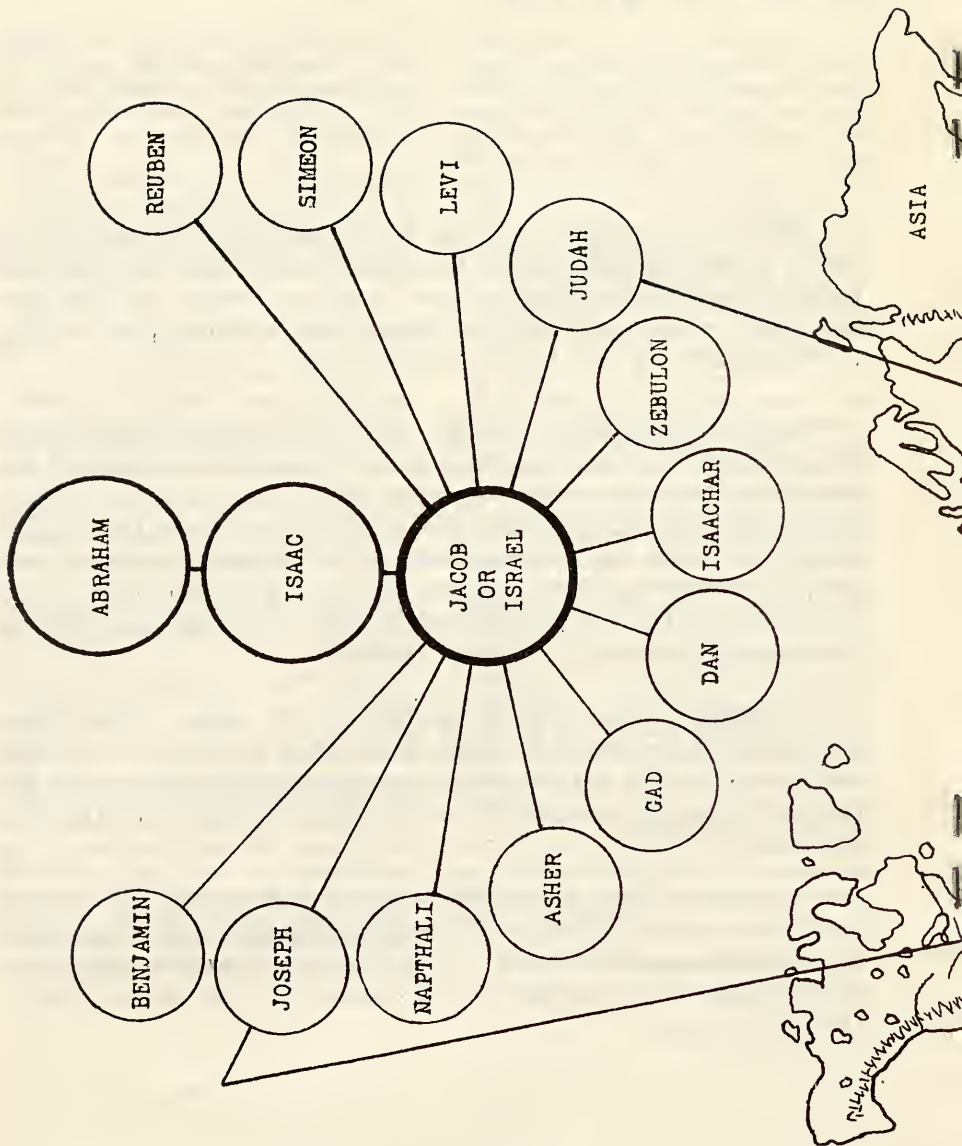 ABRAHAM
ISAAC
JACOB
OR
ISRAEL
REUBEN
SIMEON
LEVI
JUDAH
ZEBULON
ISAACHAR
DAN
GAD
ASHER
NAPTHALI
JOSEPH
BENJAMIN
ASIA